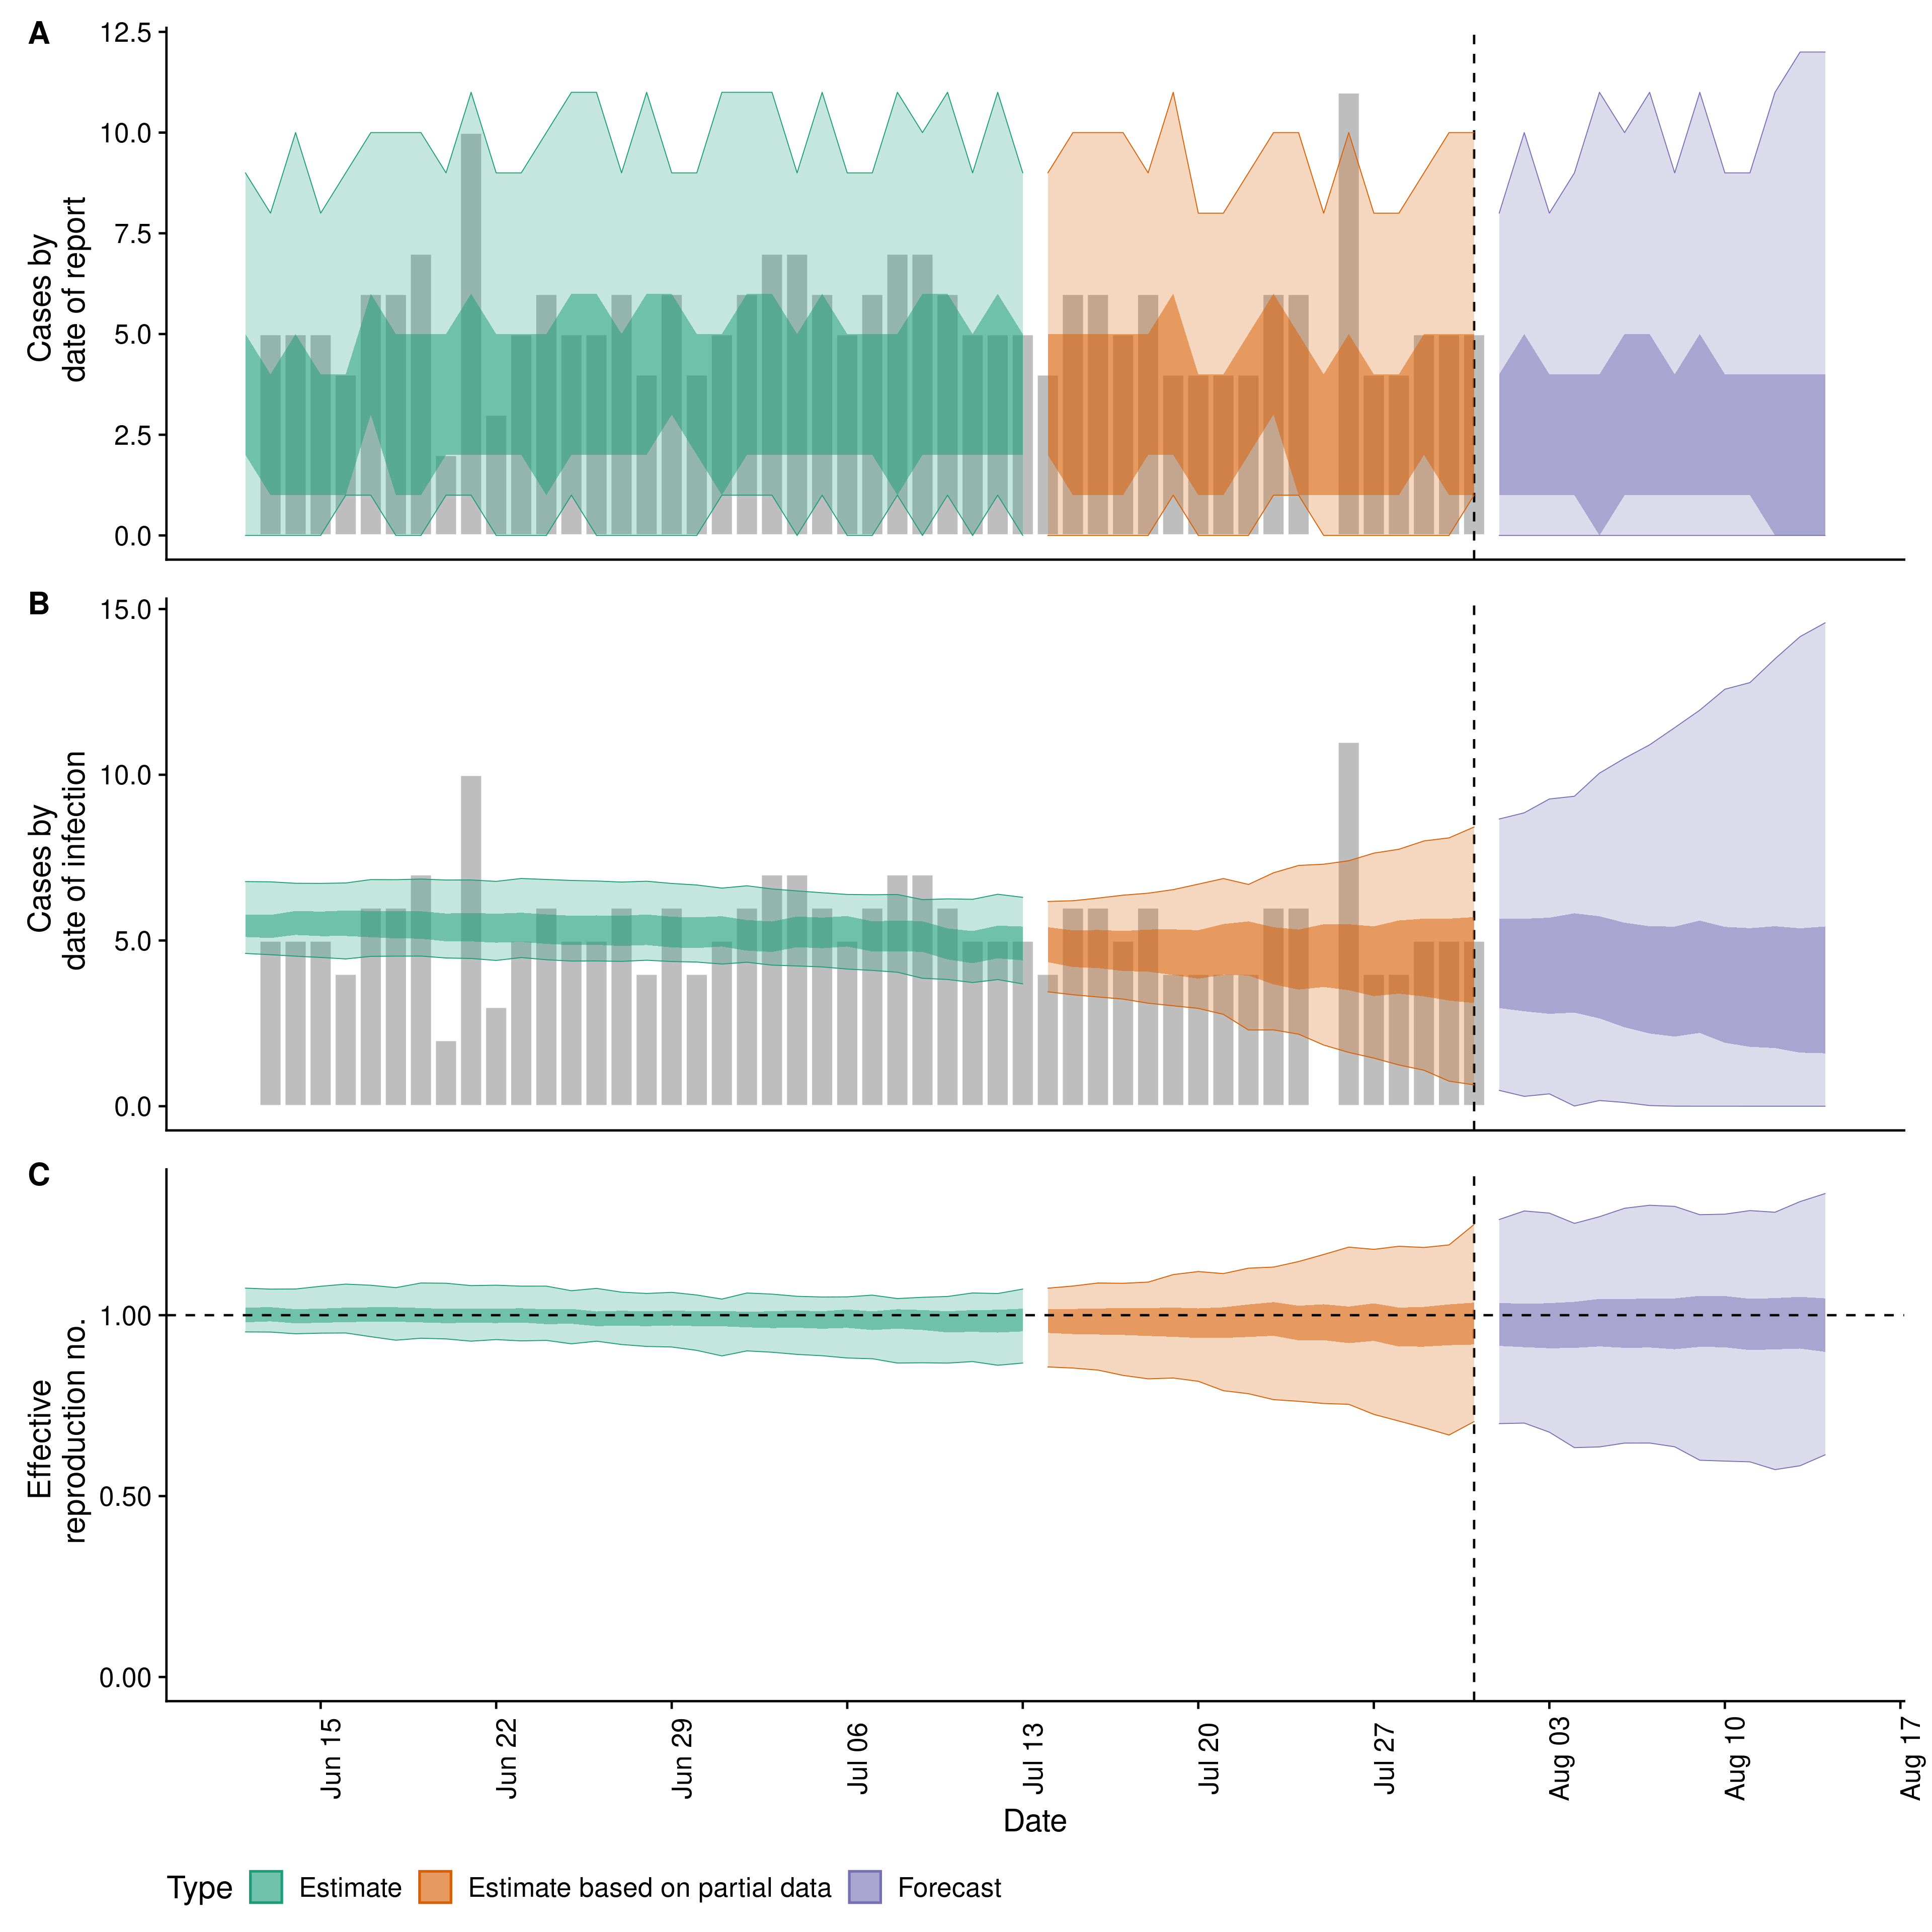 A
12.5
10.0
7.5
5.0
2.5
0.0
Cases by
date of report
B
15.0
10.0
5.0
0.0
Cases by
date of infection
C
1.00
0.50
0.00
Effective
reproduction no.
Jun 15
Jun 22
Jun 29
Jul 06
Jul 13
Jul 20
Jul 27
Aug 03
Aug 10
Aug 17
Date
Type Estimate Estimate based on partial data Forecast